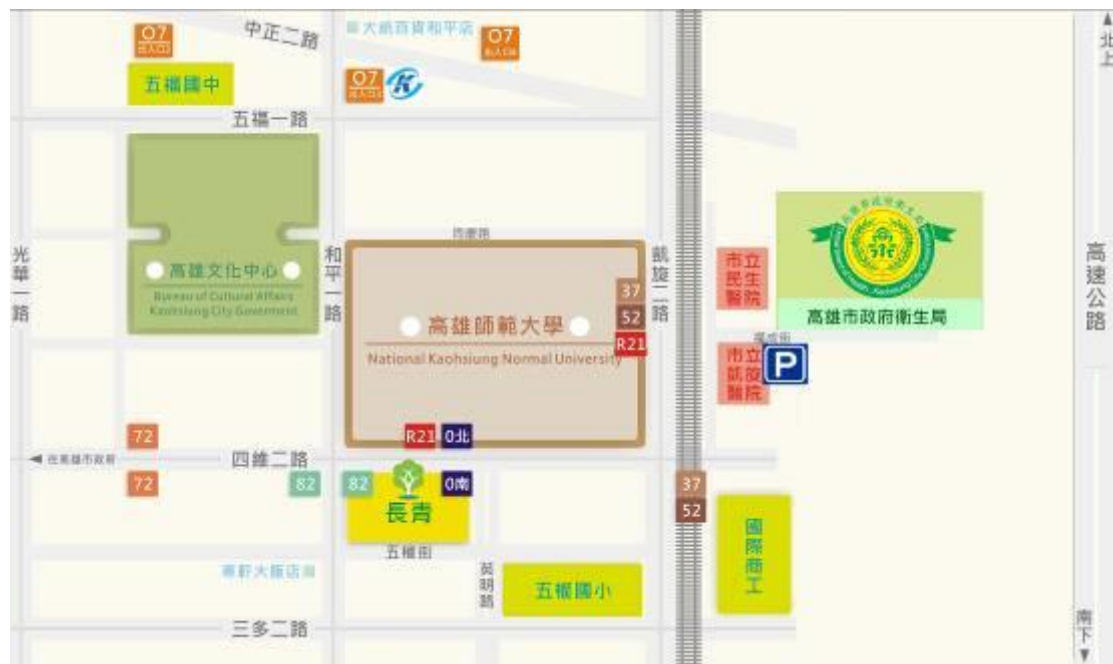 中正二路
大統百貨和平店
O7
O7
O7
北上
五福國中
五福一路
光華一路
和平一路
凱旋二路
高速公路
高雄文化中心
Bureau of Cultural Affairs
Kaohsiung City Goverment
高雄師範大學
National Kaohsiung Normal University
37
52
R21
市立民生醫院
高雄市政府衛生局
市立凱旋醫院
P
72
R21
0北
四維二路
72
82
82
0南
37
52
長青
五權街
國際商工
寒軒大飯店
英明路
五權國小
三多二路
南下